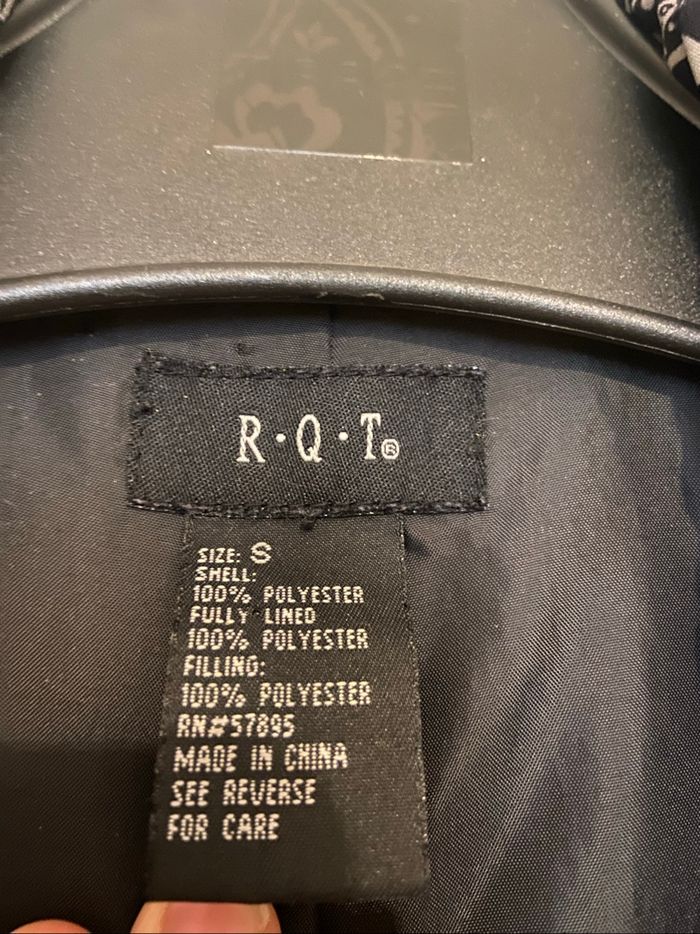 R·Q·T®
SIZE: S
SHELL:
100% POLYESTER
FULLY LINED
100% POLYESTER
FILLING:
100% POLYESTER
RN#57895
MADE IN CHINA
SEE REVERSE
FOR CARE